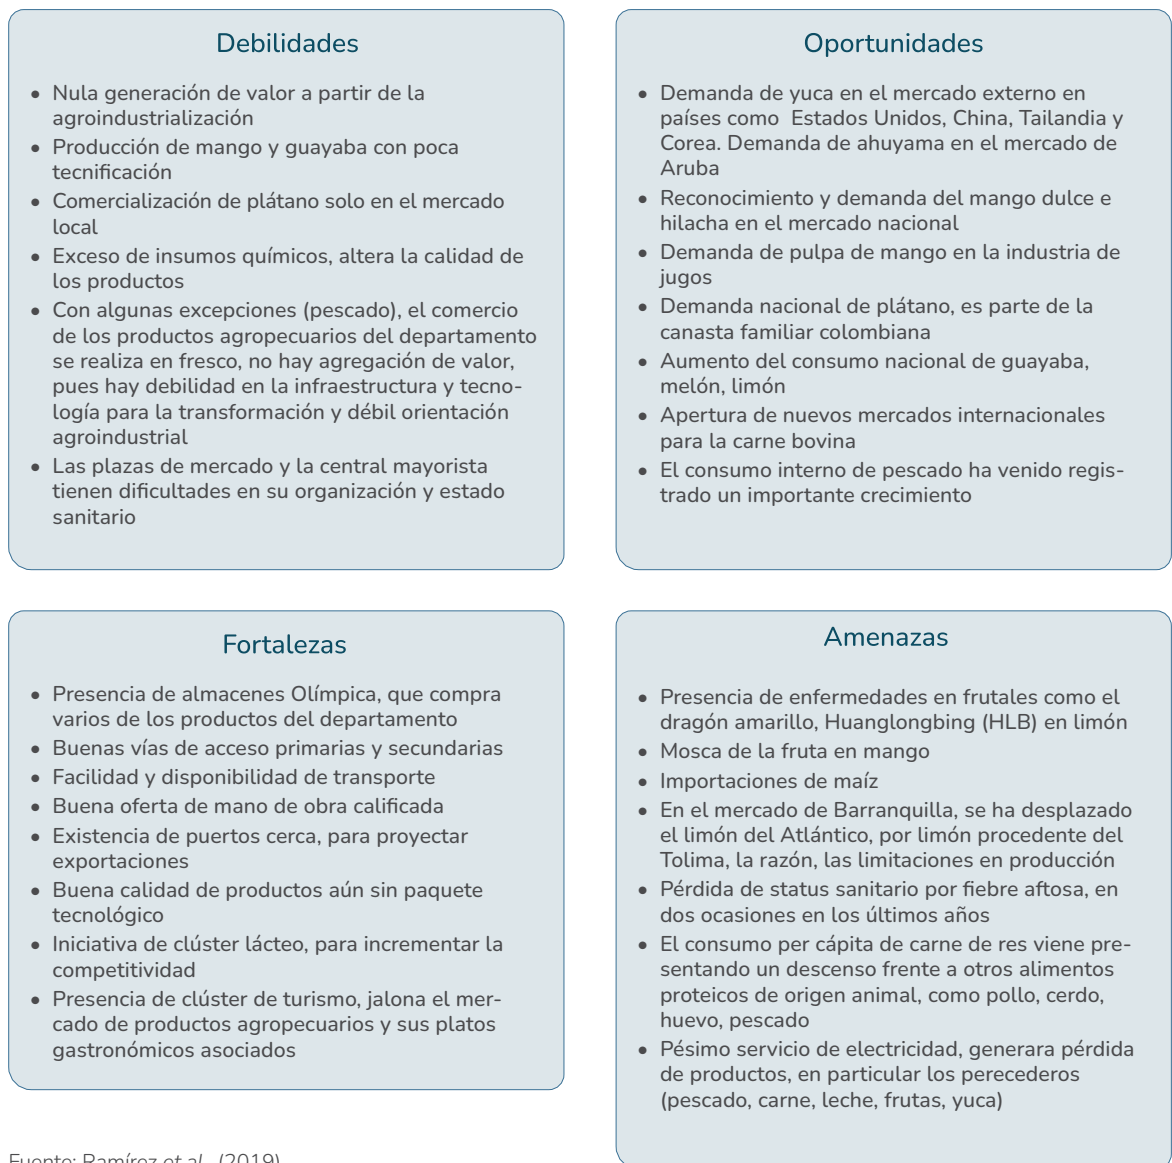 Debilidades
• Nula generación de valor a partir de la
agroindustrialización
• Producción de mango y guayaba con poca
tecnificación
• Comercialización de plátano solo en el mercado
local
• Exceso de insumos químicos, altera la calidad de
los productos
• Con algunas excepciones (pescado), el comercio
de los productos agropecuarios del departamento
se realiza en fresco, no hay agregación de valor,
pues hay debilidad en la infraestructura y tecno-
logía para la transformación y débil orientación
agroindustrial
• Las plazas de mercado y la central mayorista
tienen dificultades en su organización y estado
sanitario
Oportunidades
• Demanda de yuca en el mercado externo en
países como Estados Unidos, China, Tailandia y
Corea. Demanda de ahuyama en el mercado de
Aruba
• Reconocimiento y demanda del mango dulce e
hilacha en el mercado nacional
• Demanda de pulpa de mango en la industria de
jugos
• Demanda nacional de plátano, es parte de la
canasta familiar colombiana
• Aumento del consumo nacional de guayaba,
melón, limón
• Apertura de nuevos mercados internacionales
para la carne bovina
• El consumo interno de pescado ha venido regis-
trado un importante crecimiento
Fortalezas
• Presencia de almacenes Olímpica, que compra
varios de los productos del departamento
• Buenas vías de acceso primarias y secundarias
• Facilidad y disponibilidad de transporte
• Buena oferta de mano de obra calificada
• Existencia de puertos cerca, para proyectar
exportaciones
• Buena calidad de productos aún sin paquete
tecnológico
• Iniciativa de clúster lácteo, para incrementar la
competitividad
• Presencia de clúster de turismo, jalona el mer-
cado de productos agropecuarios y sus platos
gastronómicos asociados
Amenazas
• Presencia de enfermedades en frutales como el
dragón amarillo, Huanglongbing (HLB) en limón
• Mosca de la fruta en mango
• Importaciones de maíz
• En el mercado de Barranquilla, se ha desplazado
el limón del Atlántico, por limón procedente del
Tolima, la razón, las limitaciones en producción
• Pérdida de status sanitario por fiebre aftosa, en
dos ocasiones en los últimos años
• El consumo per cápita de carne de res viene pre-
sentando un descenso frente a otros alimentos
proteicos de origen animal, como pollo, cerdo,
huevo, pescado
• Pésimo servicio de electricidad, generara pérdida
de productos, en particular los perecederos
(pescado, carne, leche, frutas, yuca)
Fuente: Ramírez et al. (2019)